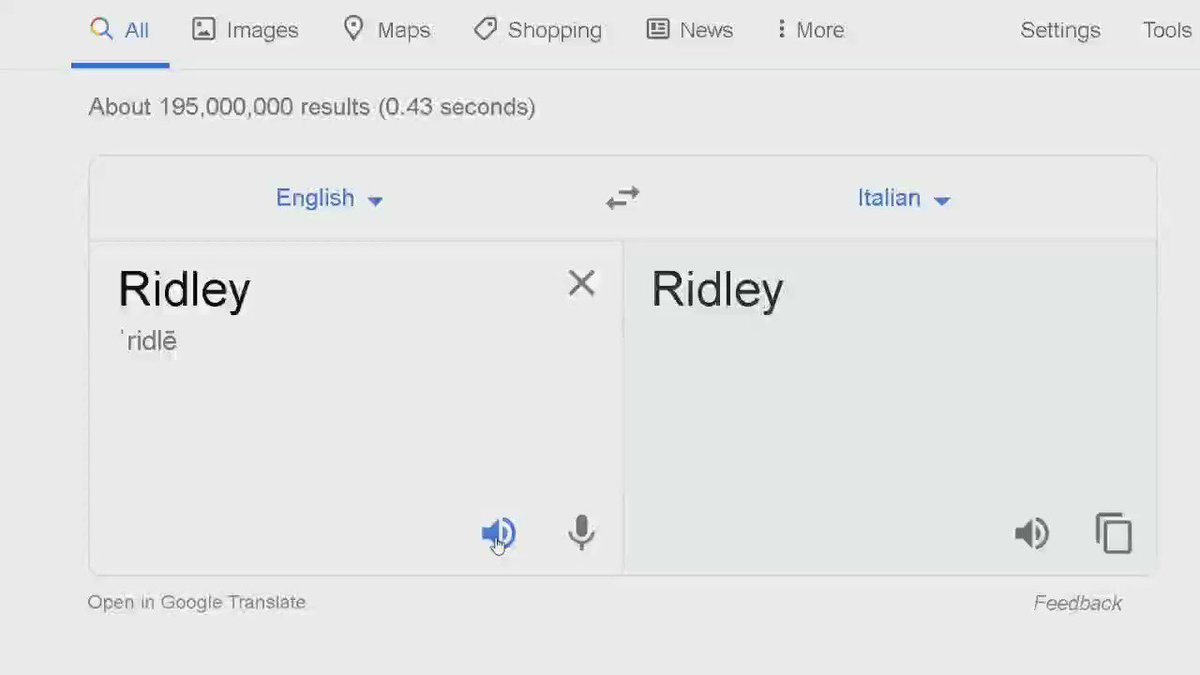 All Images Maps Shopping News More Settings Tools
About 195,000,000 results (0.43 seconds)
English Italian
Ridley Ridley
ˈridlē
Open in Google Translate Feedback